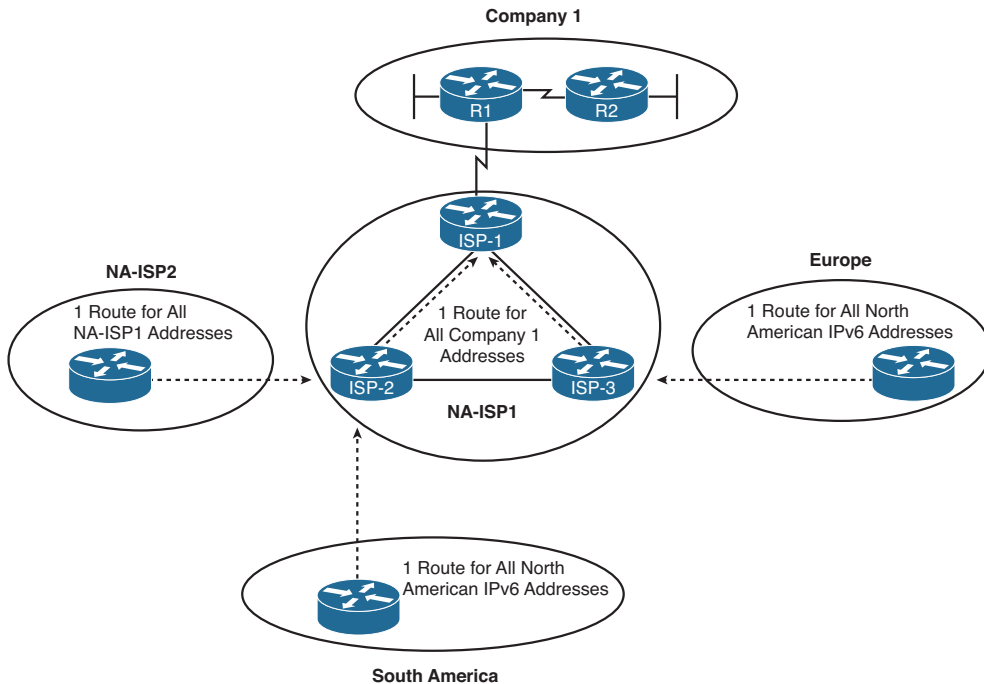 Company 1
R1
R2
ISP-1
NA-ISP2
1 Route for All
NA-ISP1 Addresses
1 Route for
All Company 1
Addresses
ISP-2
ISP-3
NA-ISP1
Europe
1 Route for All North
American IPv6 Addresses
1 Route for All North
American IPv6 Addresses
South America